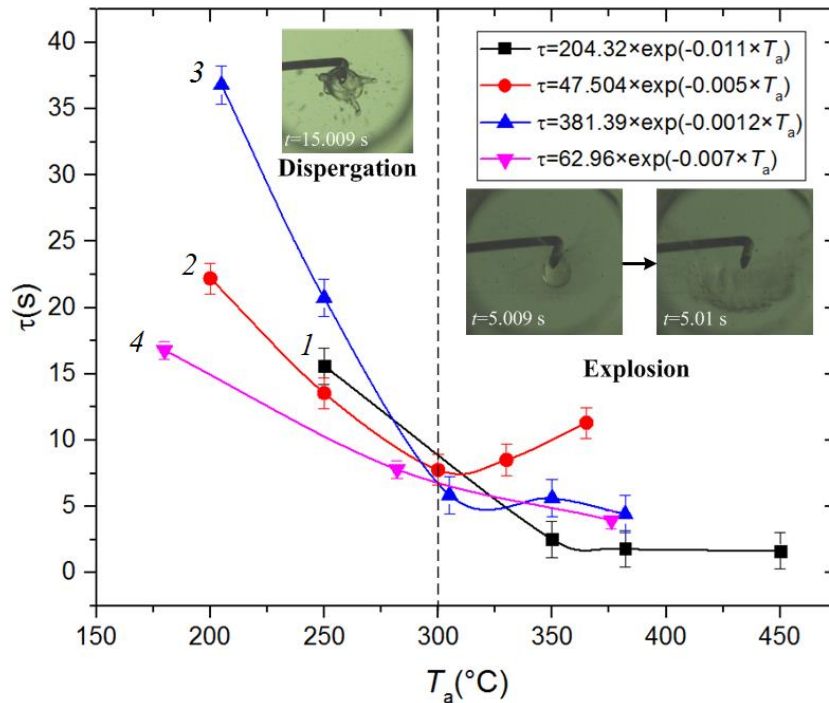 τ=204.32×exp(-0.011×Ta)
τ=47.504×exp(-0.005×Ta)
τ=381.39×exp(-0.0012×Ta)
τ=62.96×exp(-0.007×Ta)
t=15.009 s
Dispergation
t=5.009 s
t=5.01 s
Explosion
3
2
1
4
τ(s)
40
35
30
25
20
15
10
5
0
150
200
250
300
350
400
450
Ta(°C)